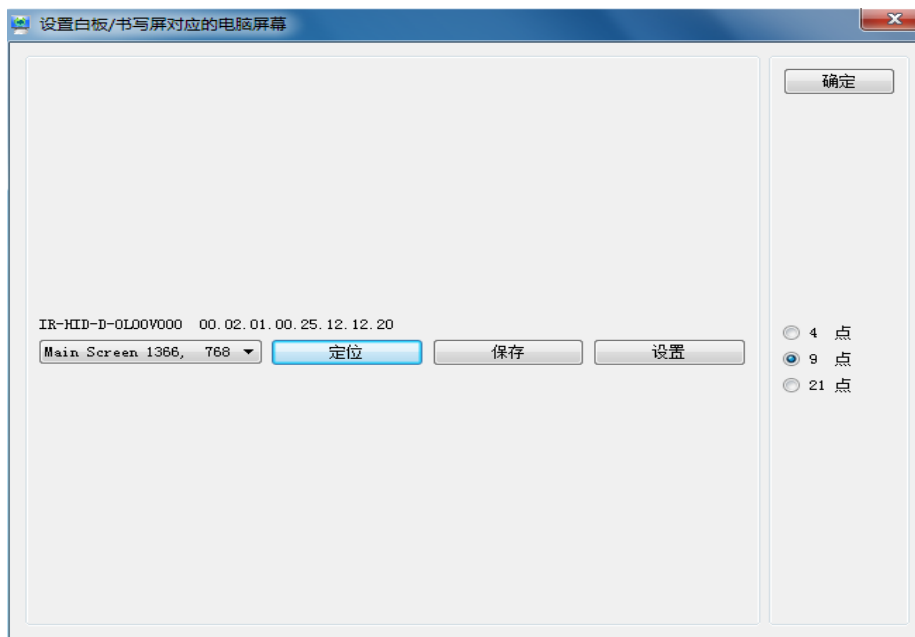 设置白板/书写屏对应的电脑屏幕
确定
IR-HID-D-OL00V000 00.02.01.00.25.12.12.20
Main Screen 1366, 768 定位 保存 设置
4 点
9 点
21 点